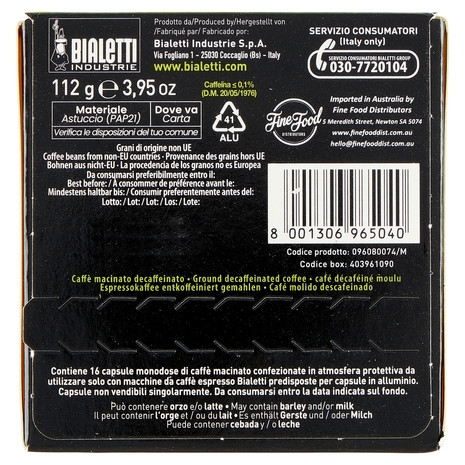 BIALETTI
INDUSTRIE
Prodotto da/Produced by/Hergestellt von
/Fabriqué par/Fabricado por:
Bialetti Industrie S.p.A.
Via Fogliano 1 - 25030 Coccaglio (Bs) - Italy
www.bialetti.com
SERVIZIO CONSUMATORI
(Italy only)
SERVIZIO CONSUMATORI BIALETTI GROUP
030-7720104
112 g e 3,95 oz
Caffeina ≤ 0,1%
(D.M. 20/05/1976)
Materiale
Astuccio (PAP21)
Dove va
Carta
Verifica le disposizioni del tuo comune
41
ALU
Fine Food
DISTRIBUTORS
Imported in Australia by
Fine Food Distributors
5 Meredith Street, Newton SA 5074
www.finefooddist.com.au
hello@finefooddist.com.au
Grani di origine non UE
Coffee beans from non-EU countries • Provenance des grains hors UE
Bohnen aus nicht-EU • La procedencia de los granos no es Europea
Da consumarsi preferibilmente entro il:
Best before: / À consommer de préférence avant le:
Mindestens haltbar bis: / Consumir preferentemente antes del:
Lotto: / Lot: / Lot: / Los: / Lote:
8 001306 965040
Codice prodotto: 096080074/M
Codice box: 403961090
Caffè macinato decaffeinato • Ground decaffeinated coffee • café décaféiné moulu
Espressokaffee entkoffeiniert gemahlen • Café molido descafeinado
Contiene 16 capsule monodose di caffè macinato confezionate in atmosfera protettiva da
utilizzare solo con macchine da caffè espresso Bialetti predisposte per capsule in alluminio.
Capsule non vendibili singolarmente. Da consumarsi entro la data indicata sul fondo.
Può contenere orzo e/o latte • May contain barley and/or milk
Il peut contenir l'orge et / ou du lait • Es enthält Gerste und / oder Milch
Puede contener cebada y / o leche